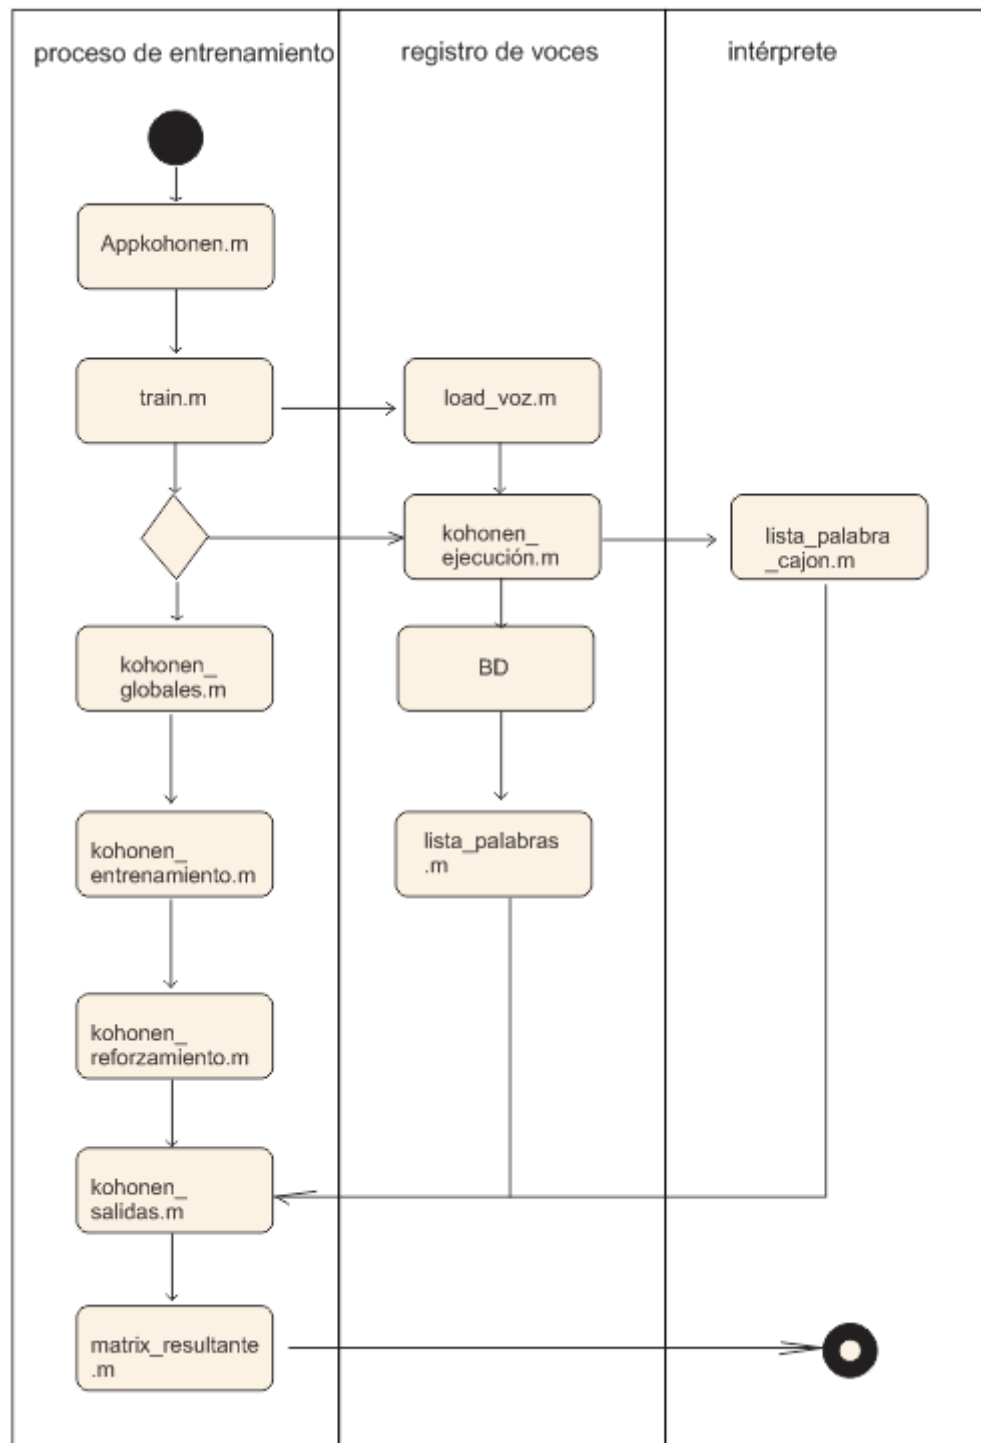 proceso de entrenamiento
registro de voces
intérprete
Appkohonen.m
train.m
load_voz.m
kohonen_
ejecución.m
lista_palabra
_cajon.m
kohonen_
globales.m
BD
kohonen_
entrenamiento.m
lista_palabras
.m
kohonen_
reforzamiento.m
kohonen_
salidas.m
matrix_resultante
.m